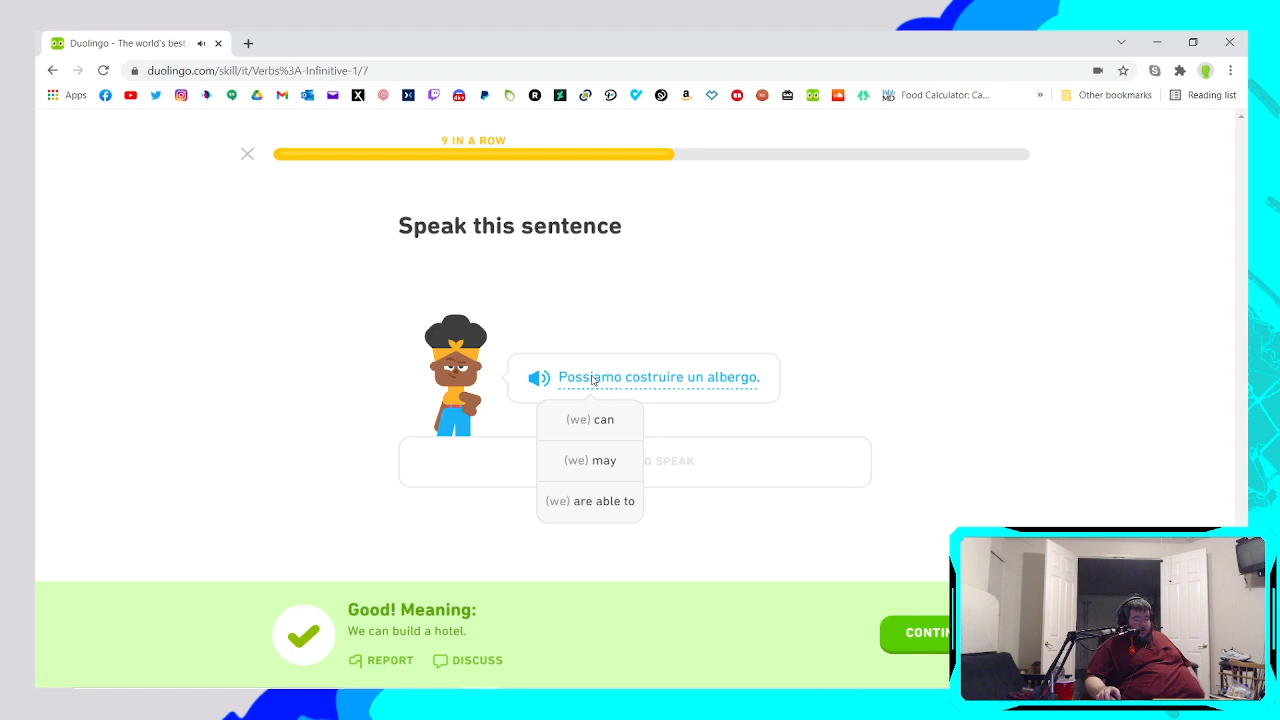 Duolingo - The world's best
duolingo.com/skill/it/Verbs%3A-Infinitive-1/7
Apps
Food Calculator: Ca...
»
Other bookmarks
Reading list
9 IN A ROW
Speak this sentence
Possiamo costruire un albergo.
(we) can
(we) may
(we) are able to
O SPEAK
Good! Meaning:
We can build a hotel.
REPORT DISCUSS
CONTIN